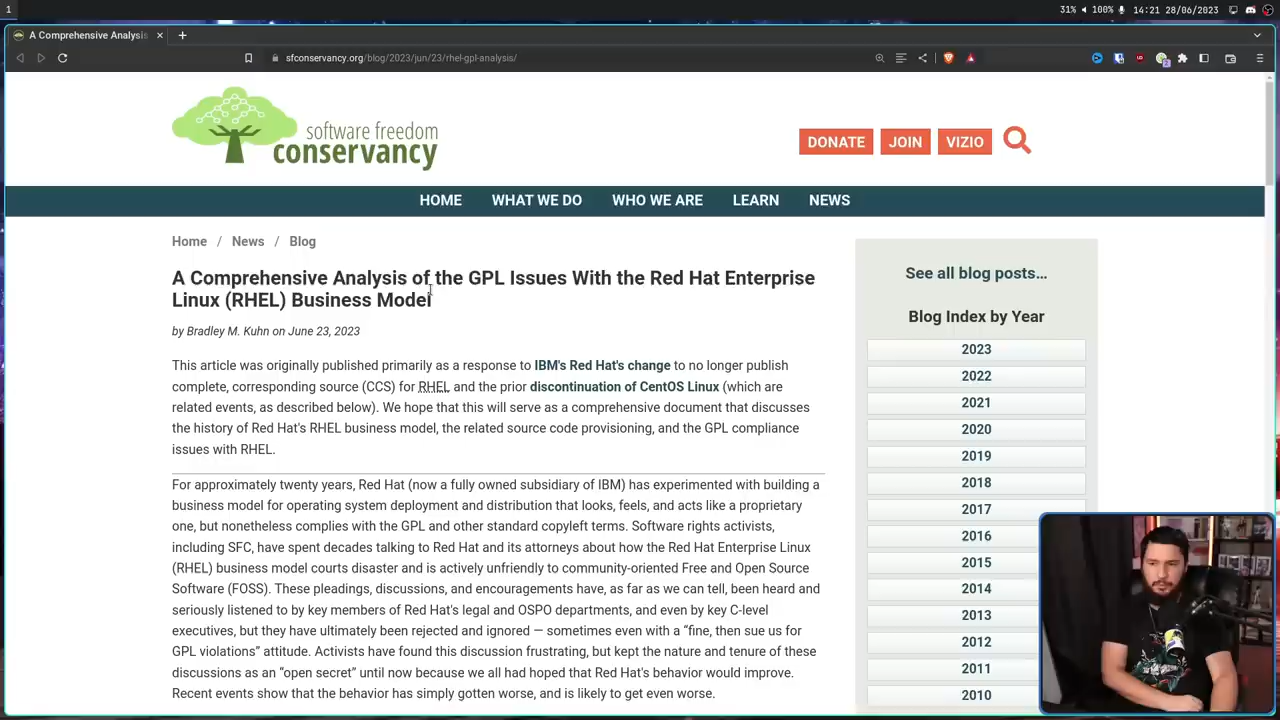 1
31%
100%
14:21 28/06/2023
A Comprehensive Analysis
sfconservancy.org/blog/2023/jun/23/rhel-gpl-analysis/
software freedom
conservancy
DONATE
JOIN
VIZIO
HOME
WHAT WE DO
WHO WE ARE
LEARN
NEWS
Home / News / Blog
A Comprehensive Analysis of the GPL Issues With the Red Hat Enterprise
Linux (RHEL) Business Model
by Bradley M. Kuhn on June 23, 2023
This article was originally published primarily as a response to IBM's Red Hat's change to no longer publish
complete, corresponding source (CCS) for RHEL and the prior discontinuation of CentOS Linux (which are
related events, as described below). We hope that this will serve as a comprehensive document that discusses
the history of Red Hat's RHEL business model, the related source code provisioning, and the GPL compliance
issues with RHEL.
For approximately twenty years, Red Hat (now a fully owned subsidiary of IBM) has experimented with building a
business model for operating system deployment and distribution that looks, feels, and acts like a proprietary
one, but nonetheless complies with the GPL and other standard copyleft terms. Software rights activists,
including SFC, have spent decades talking to Red Hat and its attorneys about how the Red Hat Enterprise Linux
(RHEL) business model courts disaster and is actively unfriendly to community-oriented Free and Open Source
Software (FOSS). These pleadings, discussions, and encouragements have, as far as we can tell, been heard and
seriously listened to by key members of Red Hat's legal and OSPO departments, and even by key C-level
executives, but they have ultimately been rejected and ignored — sometimes even with a “fine, then sue us for
GPL violations” attitude. Activists have found this discussion frustrating, but kept the nature and tenure of these
discussions as an “open secret” until now because we all had hoped that Red Hat's behavior would improve.
Recent events show that the behavior has simply gotten worse, and is likely to get even worse.
See all blog posts…
Blog Index by Year
2023
2022
2021
2020
2019
2018
2017
2016
2015
2014
2013
2012
2011
2010